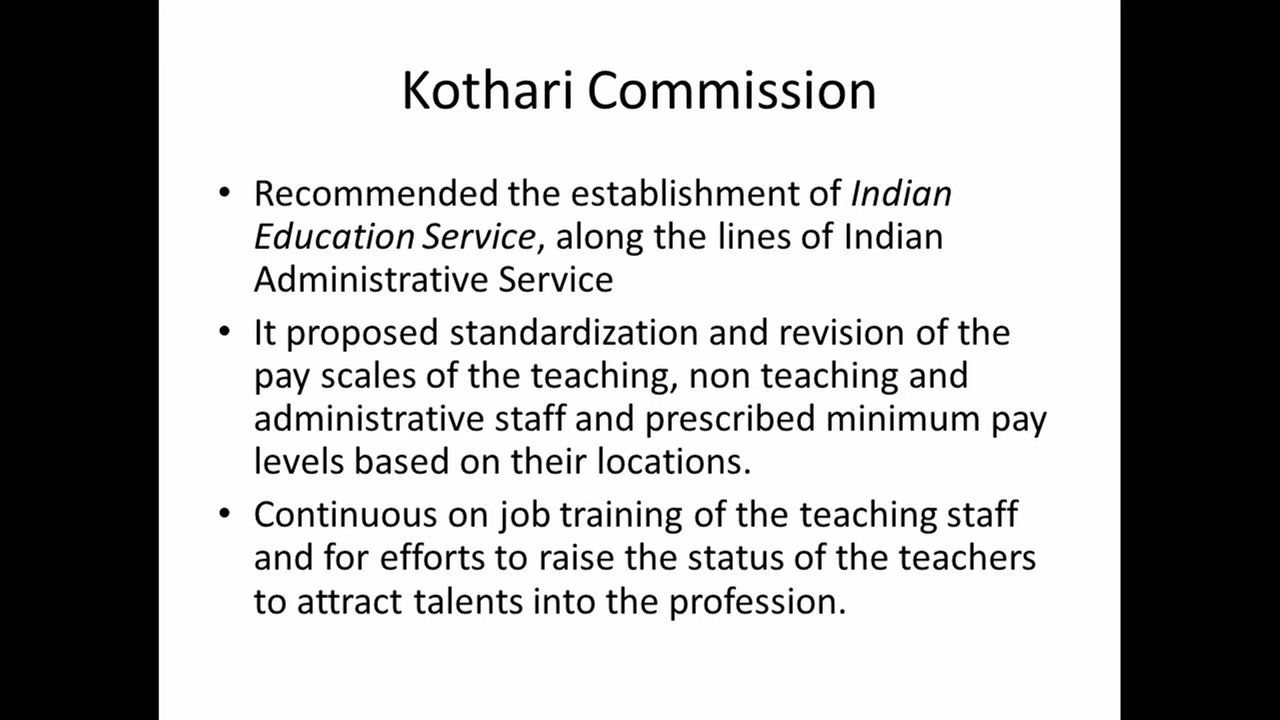 Kothari Commission
• Recommended the establishment of Indian
Education Service, along the lines of Indian
Administrative Service
• It proposed standardization and revision of the
pay scales of the teaching, non teaching and
administrative staff and prescribed minimum pay
levels based on their locations.
• Continuous on job training of the teaching staff
and for efforts to raise the status of the teachers
to attract talents into the profession.